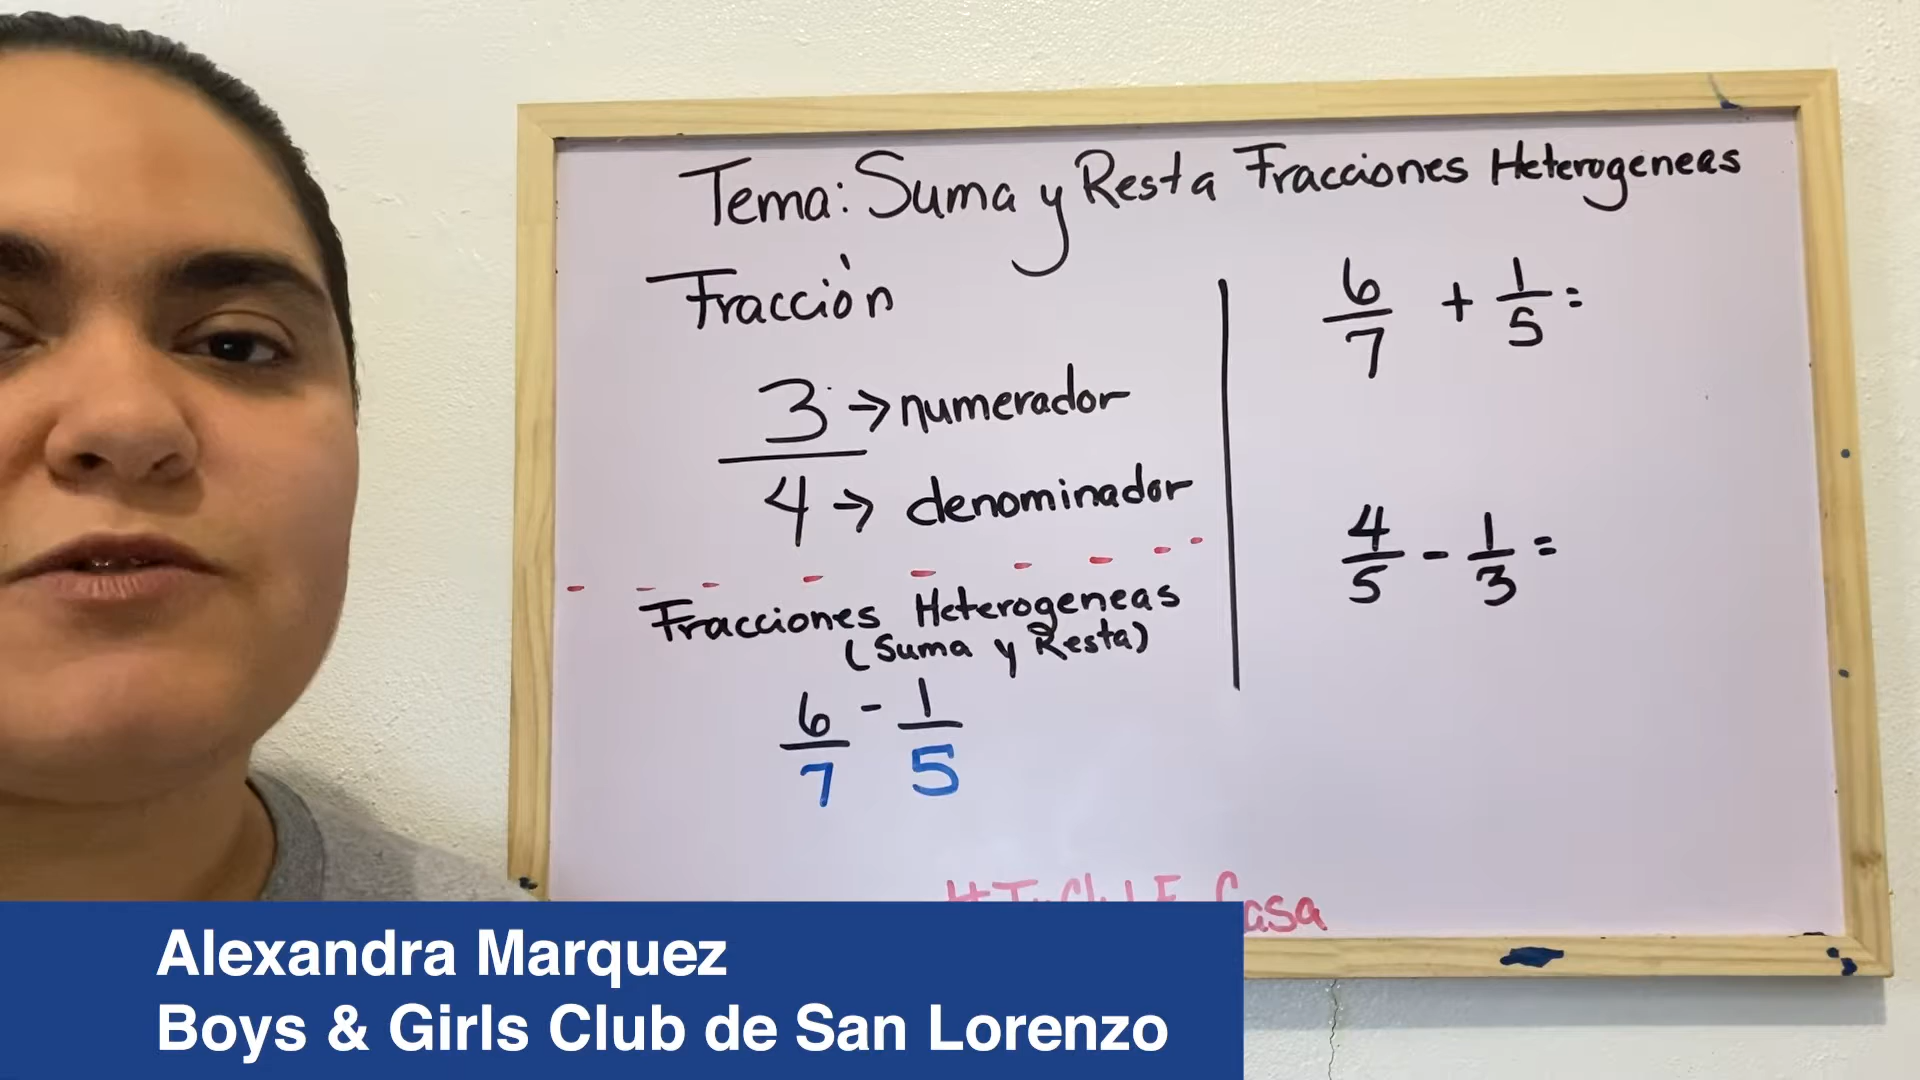 Tema: Suma y Resta Fracciones Heterogeneas
Fracción
3 → numerador
4 → denominador
Fracciones Heterogeneas
(Suma y Resta)
6/7 - 1/5
6/7 + 1/5 =
4/5 - 1/3 =
Casa
Alexandra Marquez
Boys & Girls Club de San Lorenzo